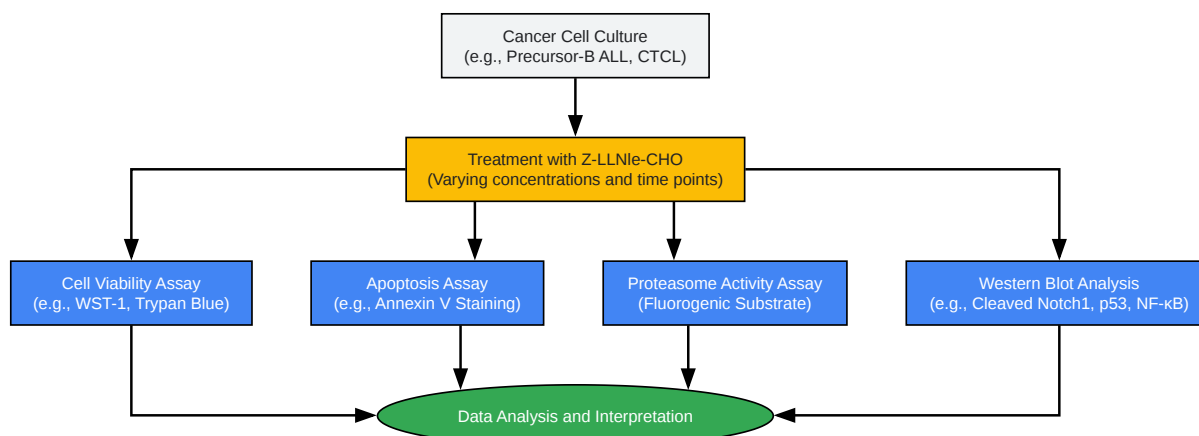 Cancer Cell Culture
(e.g., Precursor-B ALL, CTCL)
Treatment with Z-LLNle-CHO
(Varying concentrations and time points)
Cell Viability Assay
(e.g., WST-1, Trypan Blue)
Apoptosis Assay
(e.g., Annexin V Staining)
Proteasome Activity Assay
(Fluorogenic Substrate)
Western Blot Analysis
(e.g., Cleaved Notch1, p53, NF-κB)
Data Analysis and Interpretation